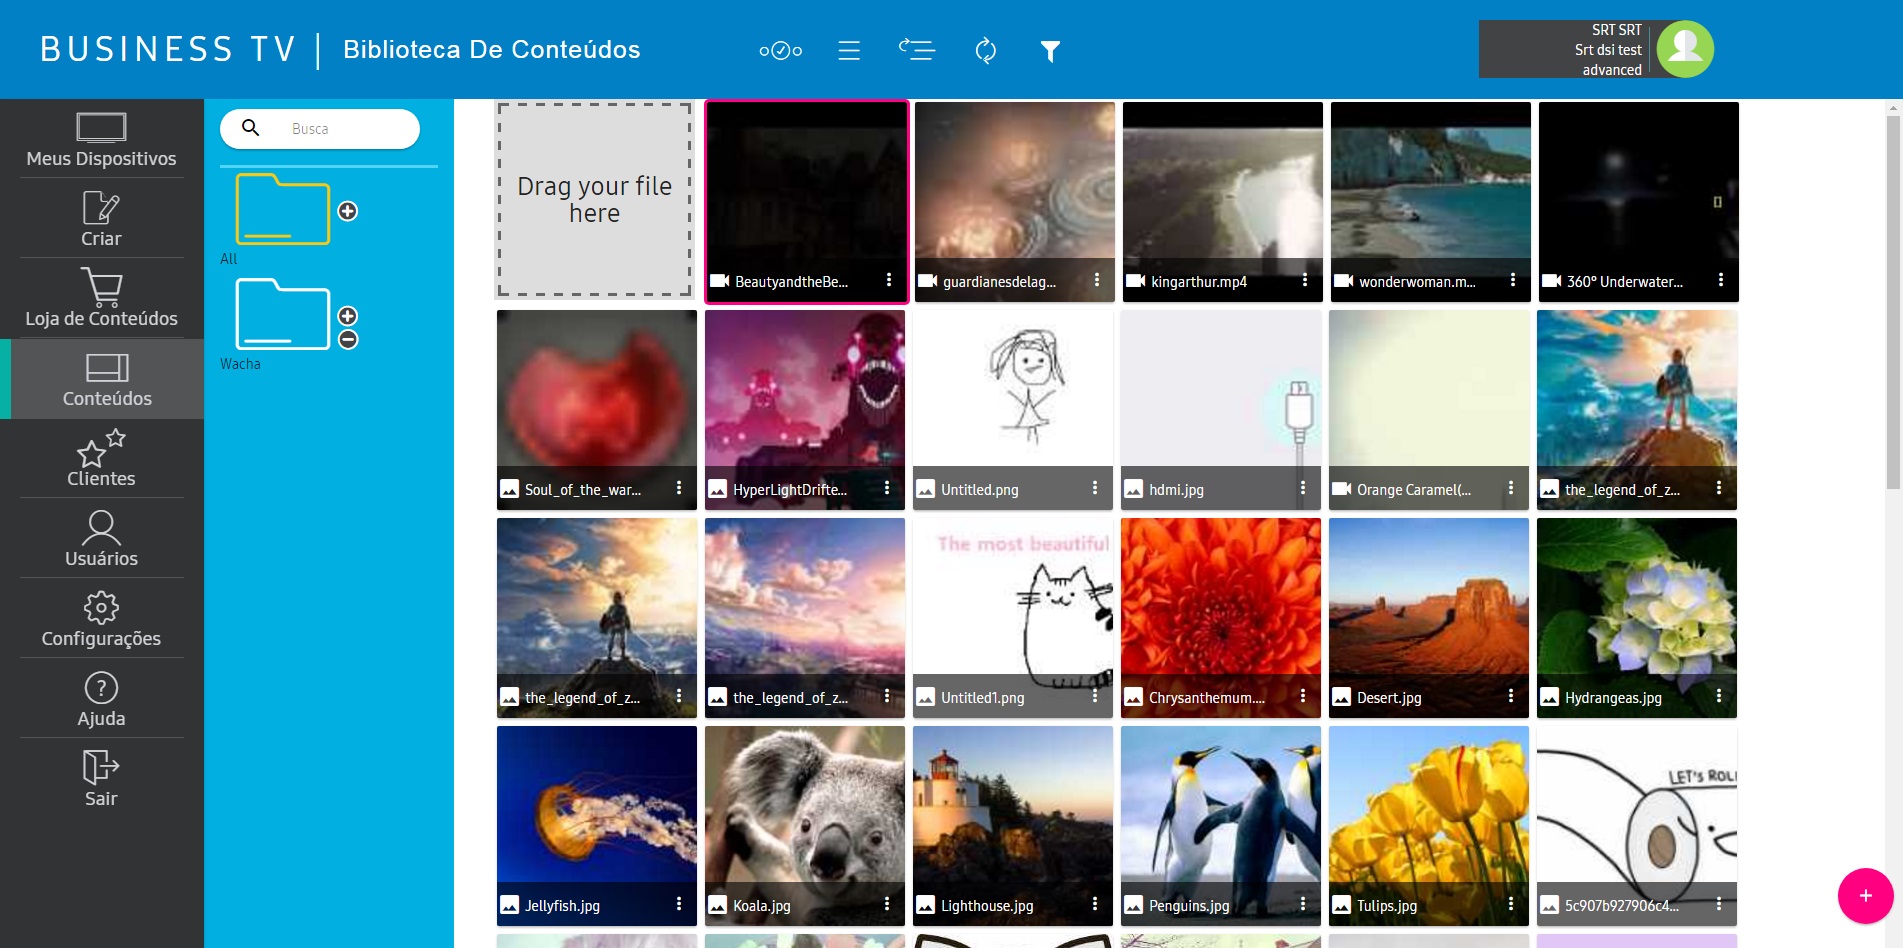 BUSINESS TV
Biblioteca De Conteúdos
SRT SRT
Srt dsi test
advanced
Meus Dispositivos
Criar
Loja de Conteúdos
Conteúdos
Clientes
Usuários
Configurações
Ajuda
Sair
Busca
All
Wacha
Drag your file
here
BeautyandtheBe...
guardianesdelag...
kingarthur.mp4
wonderwoman.m...
360º Underwater...
Soul_of_the_war...
HyperLightDrifte...
Untitled.png
hdmi.jpg
Orange Caramel(...
the_legend_of_z...
The most beautiful
the_legend_of_z...
the_legend_of_z...
Untitled1.png
Chrysanthemum....
Desert.jpg
Hydrangeas.jpg
LET'S ROLL
Jellyfish.jpg
Koala.jpg
Lighthouse.jpg
Penguins.jpg
Tulips.jpg
5c907b927906c4...